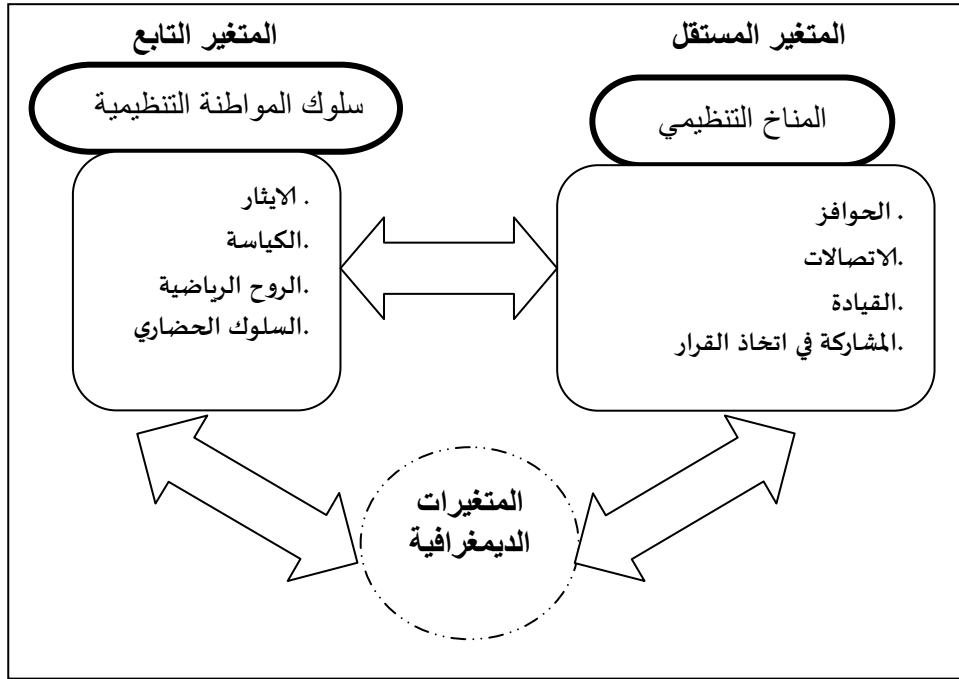 المتغير المستقل
المتغير التابع
المناخ التنظيمي
سلوك المواطنة التنظيمية
. الحوافز
.الاتصالات
.القيادة
.المشاركة في اتخاذ القرار
. الايثار
.الكياسة
.الروح الرياضية
.السلوك الحضاري
المتغيرات
الديمغرافية